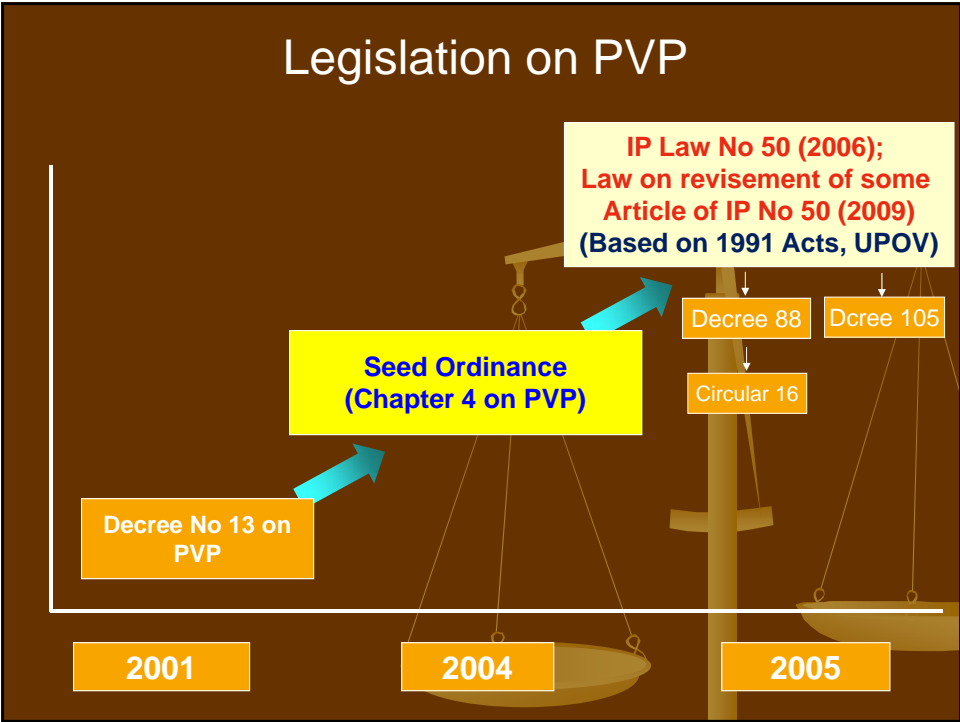 Legislation on PVP
IP Law No 50 (2006);
Law on revisement of some
Article of IP No 50 (2009)
(Based on 1991 Acts, UPOV)
Decree 88
Dcree 105
Seed Ordinance
(Chapter 4 on PVP)
Circular 16
Decree No 13 on
PVP
2001
2004
2005